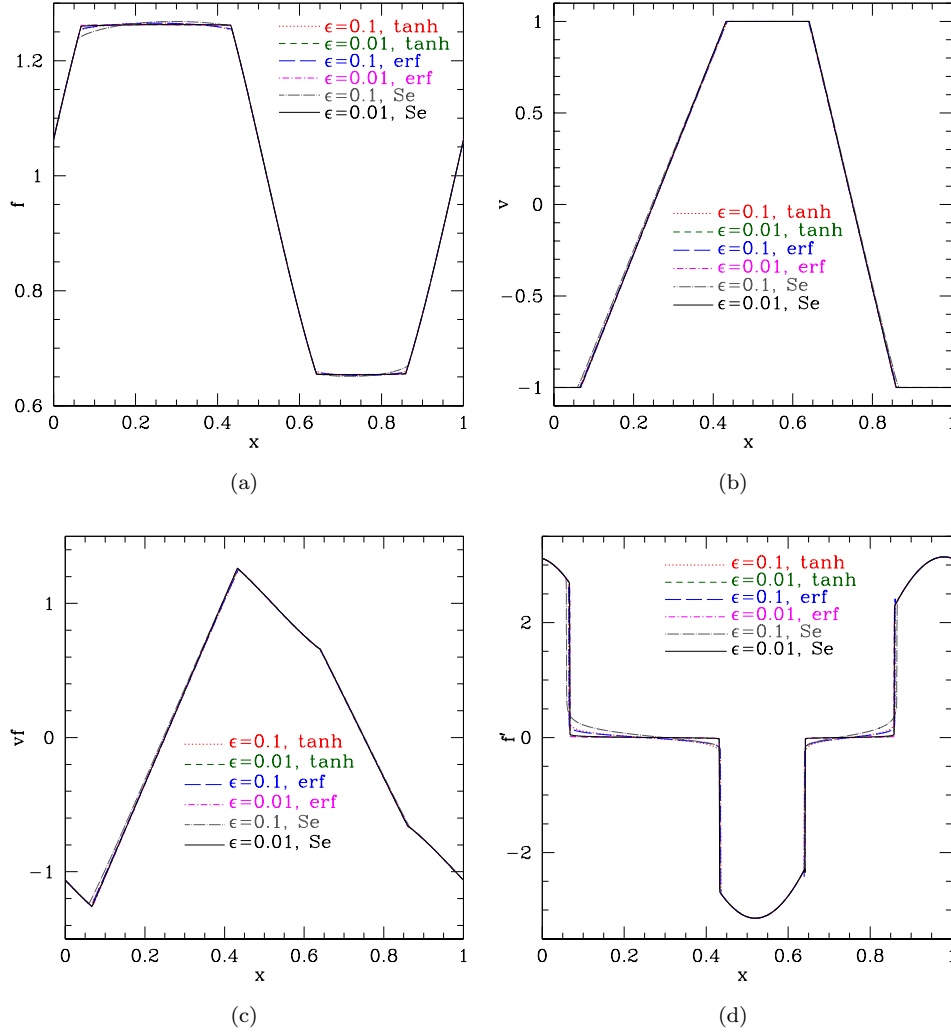 1.2
1
0.8
0.6
f
0 0.2 0.4 0.6 0.8 1
x
ϵ=0.1, tanh
ϵ=0.01, tanh
ϵ=0.1, erf
ϵ=0.01, erf
ϵ=0.1, Se
ϵ=0.01, Se
(a)
1
0.5
0
−0.5
−1
v
0 0.2 0.4 0.6 0.8 1
x
ϵ=0.1, tanh
ϵ=0.01, tanh
ϵ=0.1, erf
ϵ=0.01, erf
ϵ=0.1, Se
ϵ=0.01, Se
(b)
1
0
−1
vf
0 0.2 0.4 0.6 0.8 1
x
ϵ=0.1, tanh
ϵ=0.01, tanh
ϵ=0.1, erf
ϵ=0.01, erf
ϵ=0.1, Se
ϵ=0.01, Se
(c)
2
0
−2
f'
0 0.2 0.4 0.6 0.8 1
x
ϵ=0.1, tanh
ϵ=0.01, tanh
ϵ=0.1, erf
ϵ=0.01, erf
ϵ=0.1, Se
ϵ=0.01, Se
(d)